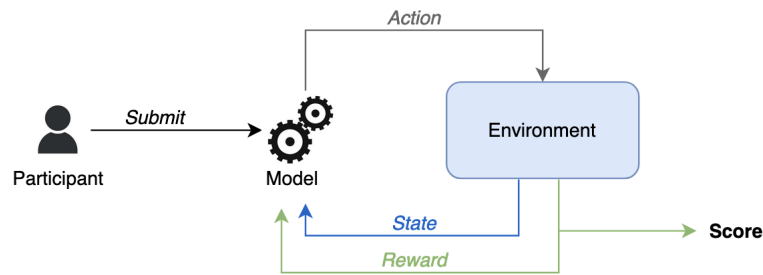 Action
Submit
Environment
Participant
Model
State
Score
Reward